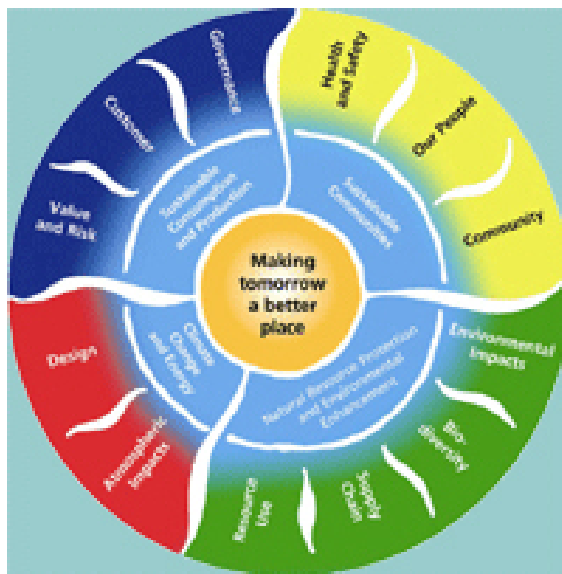 Governance
Customer
Value
and Risk
Health
and Safety
Our People
Community
Sustainable
Consumption
and Production
Sustainable
Communities
Making
tomorrow
a better
place
Climate
Change
and Energy
Natural Resource Protection
and Environmental
Enhancement
Design
Atmospheric
Impacts
Environmental
Impacts
Bio-
diversity
Supply
Chain
Resource
Use